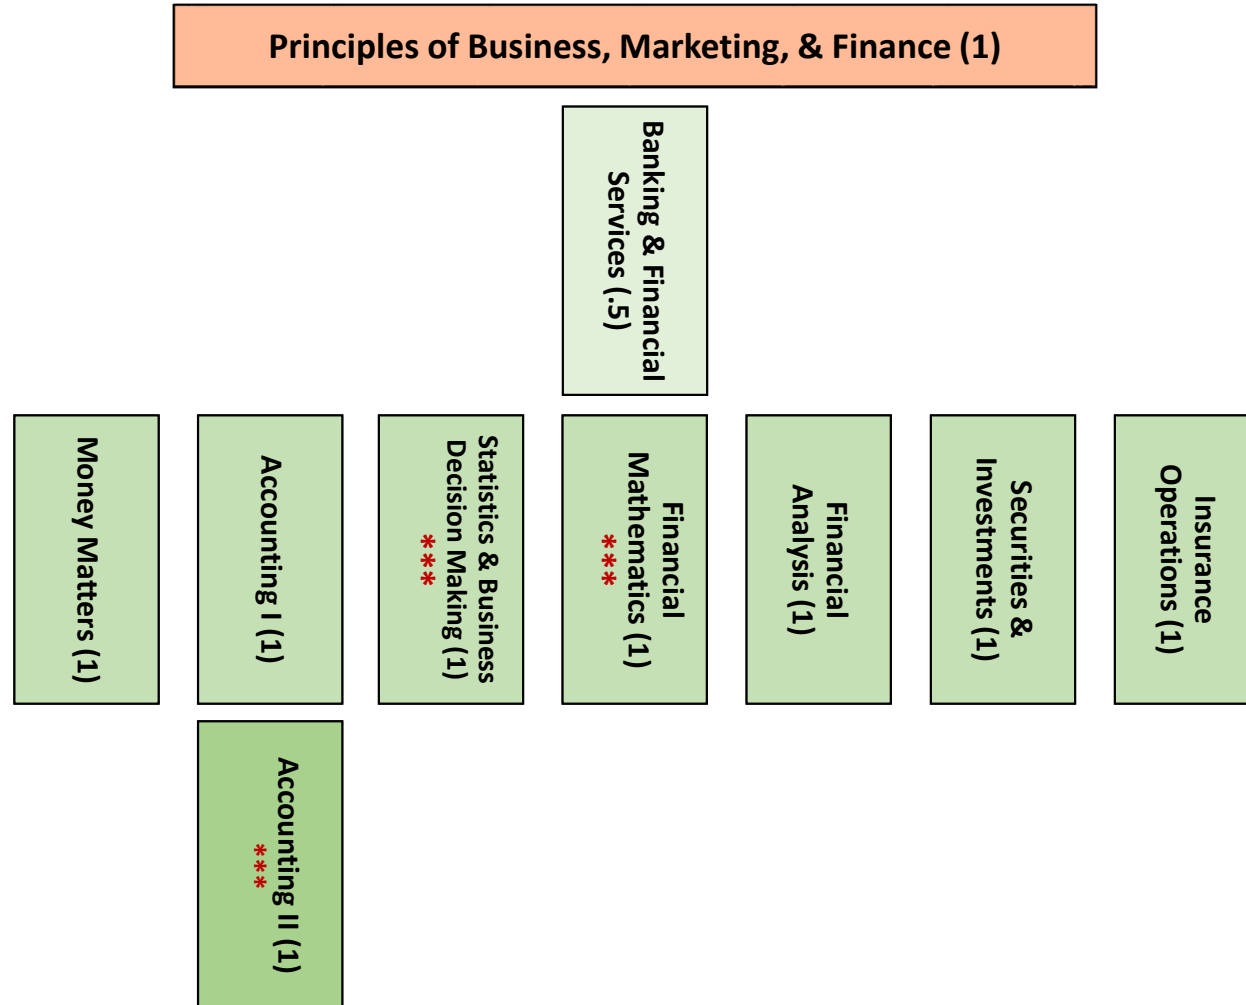 Principles of Business, Marketing, & Finance (1)
Banking & Financial
Services (.5)
Money Matters (1)
Accounting I (1)
Statistics & Business
Decision Making (1)
***
Financial
Mathematics (1)
***
Financial
Analysis (1)
Securities &
Investments (1)
Insurance
Operations (1)
Accounting II (1)
***